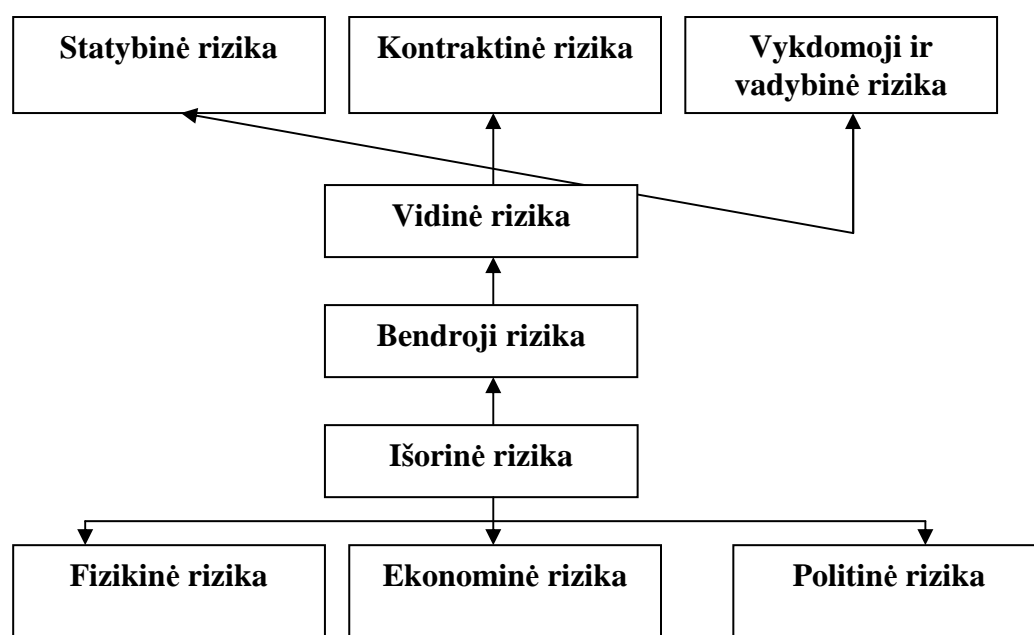 Statybinė rizika
Kontraktinė rizika
Vykdomoji ir
vadybinė rizika
Vidinė rizika
Bendroji rizika
Išorinė rizika
Fizikinė rizika
Ekonominė rizika
Politinė rizika